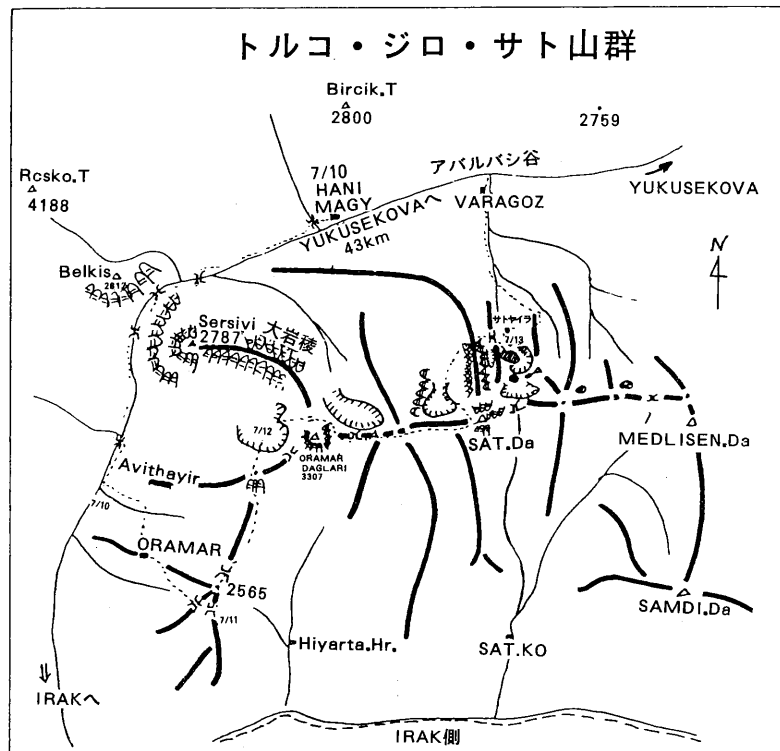 トルコ・ジロ・サト山群
Bircik.T
2800
2759
Rcsko.T
4188
7/10
HANI
MAGY
アバルバシ谷
YUKUSEKOVA
VARAGOZ
YUKUSEKOVAへ
43km
N
Belkis
2812
Sersivi 大岩稜
2787
サトヤイラ
7/13
?
7/12
ORAMAR
DAGLARI
3307
SAT.Da
MEDLISEN.Da
Avithayir
7/10
ORAMAR
2565
7/11
SAMDI.Da
Hiyarta.Hr.
SAT.KO
IRAKへ
IRAK側